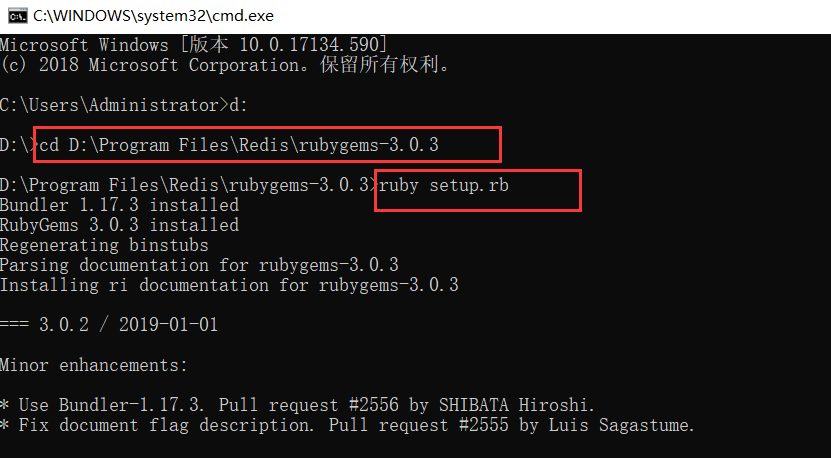 C:\WINDOWS\system32\cmd.exe
Microsoft Windows [版本 10.0.17134.590]
(c) 2018 Microsoft Corporation。保留所有权利。
C:\Users\Administrator>d:
D:\>cd D:\Program Files\Redis\rubygems-3.0.3
D:\Program Files\Redis\rubygems-3.0.3>ruby setup.rb
Bundler 1.17.3 installed
RubyGems 3.0.3 installed
Regenerating binstubs
Parsing documentation for rubygems-3.0.3
Installing ri documentation for rubygems-3.0.3
=== 3.0.2 / 2019-01-01
Minor enhancements:
* Use Bundler-1.17.3. Pull request #2556 by SHIBATA Hiroshi.
* Fix document flag description. Pull request #2555 by Luis Sagastume.